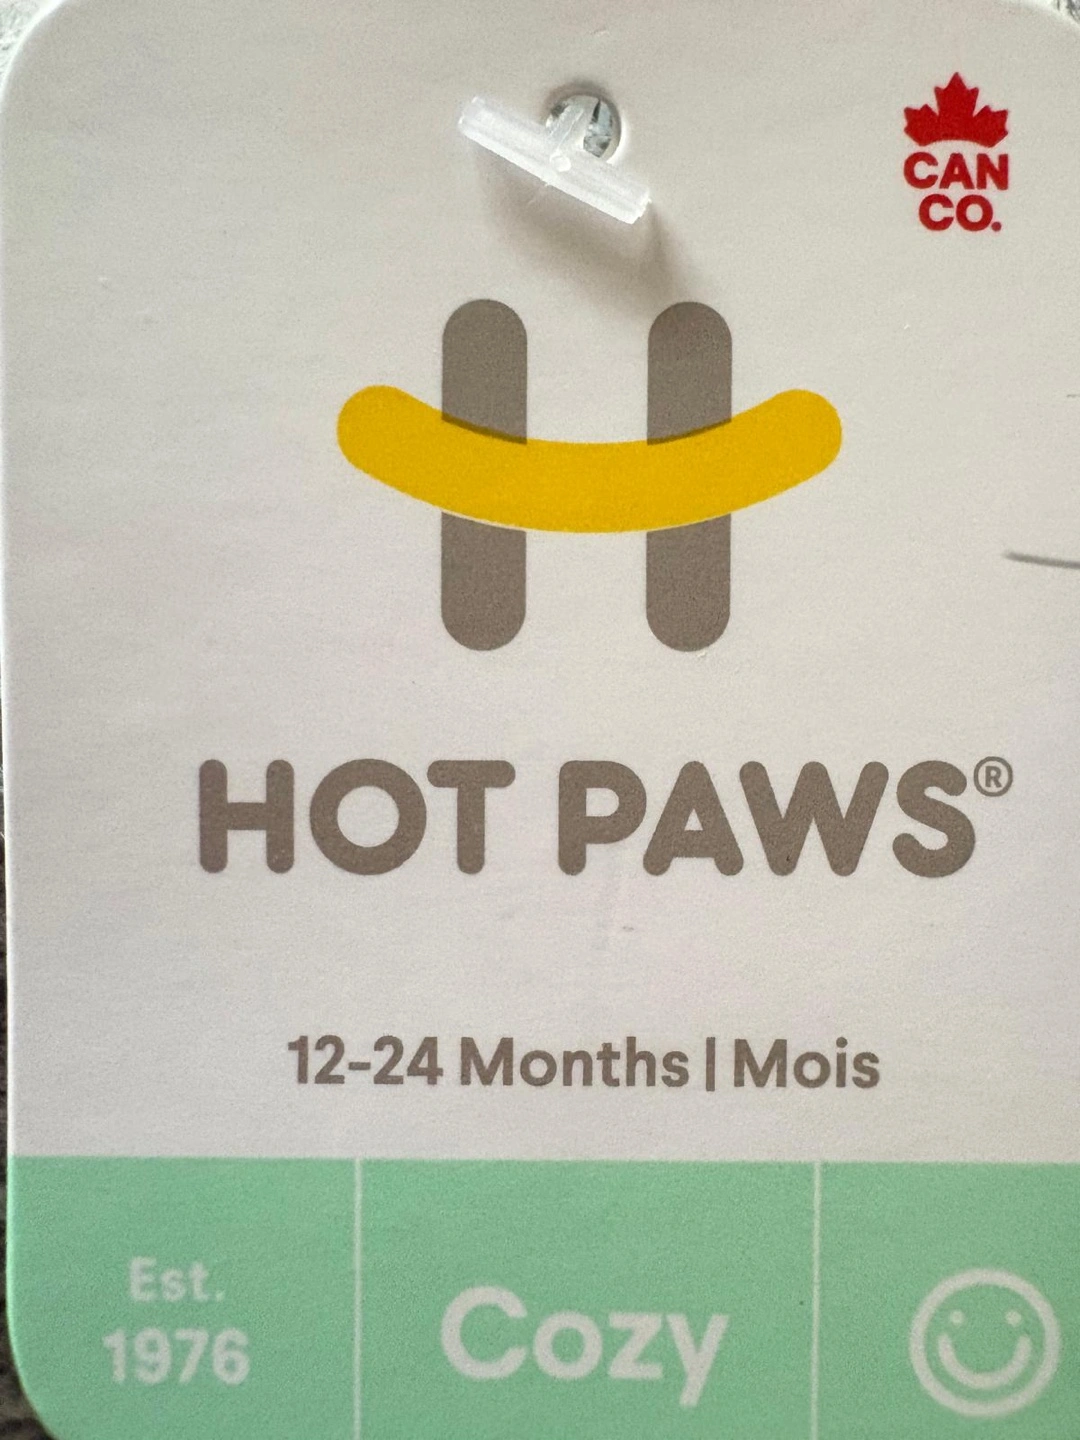 CAN
CO.
HOT PAWS®
12-24 Months | Mois
Est.
1976
Cozy